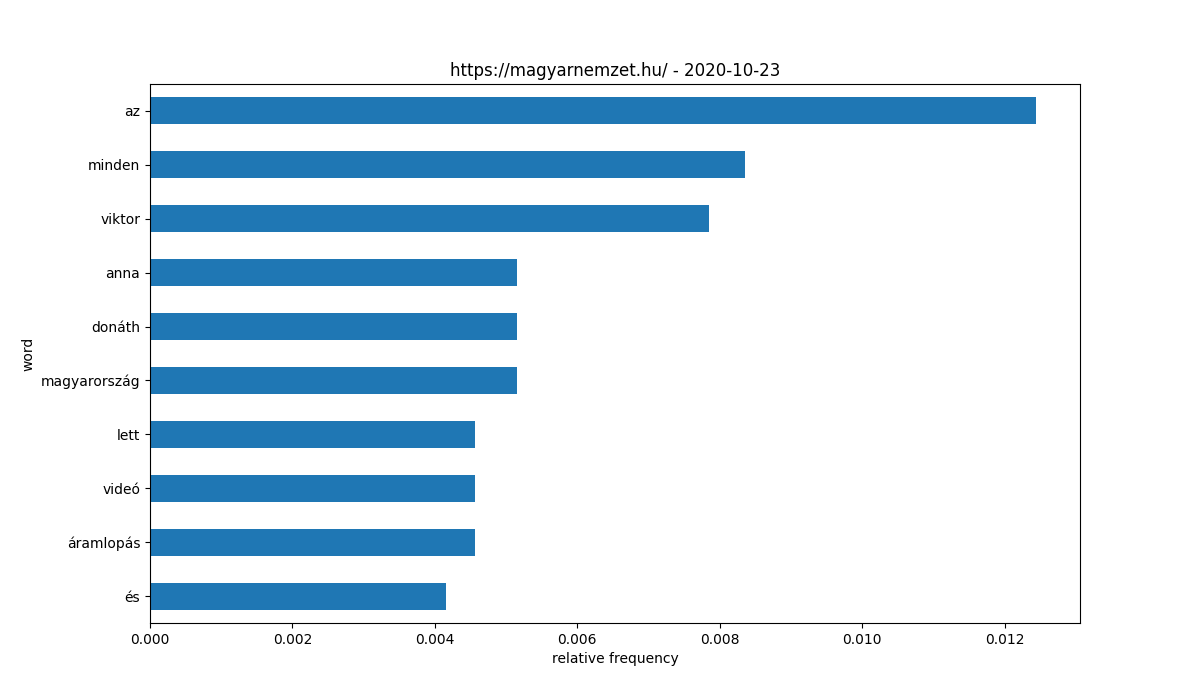 https://magyarnemzet.hu/ - 2020-10-23
az
minden
viktor
anna
donáth
magyarország
lett
videó
áramlopás
és
word
0.000 0.002 0.004 0.006 0.008 0.010 0.012
relative frequency